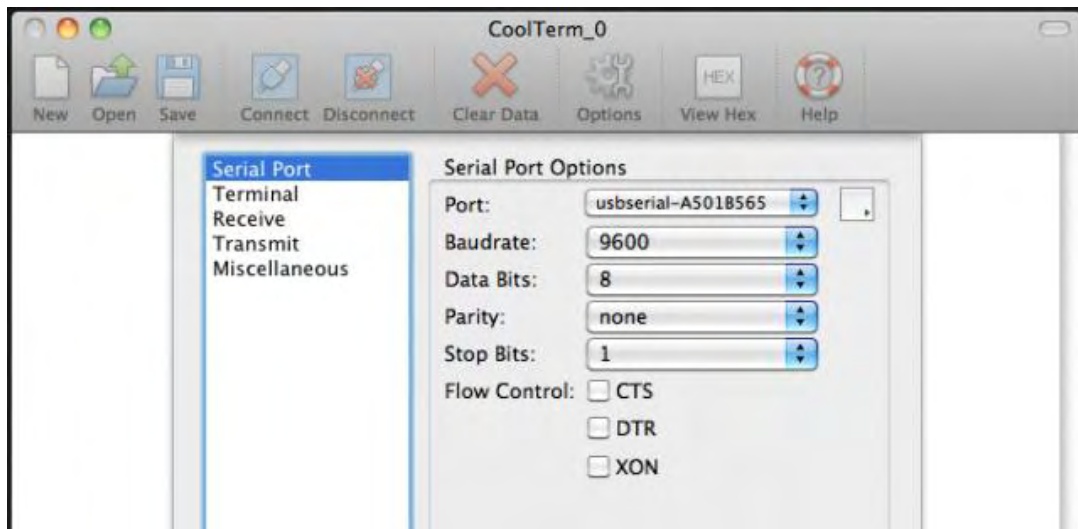 CoolTerm_0
New Open Save Connect Disconnect Clear Data Options HEX View Hex Help
Serial Port
Terminal
Receive
Transmit
Miscellaneous
Serial Port Options
Port: usbserial-A501B565
Baudrate: 9600
Data Bits: 8
Parity: none
Stop Bits: 1
Flow Control: CTS
DTR
XON